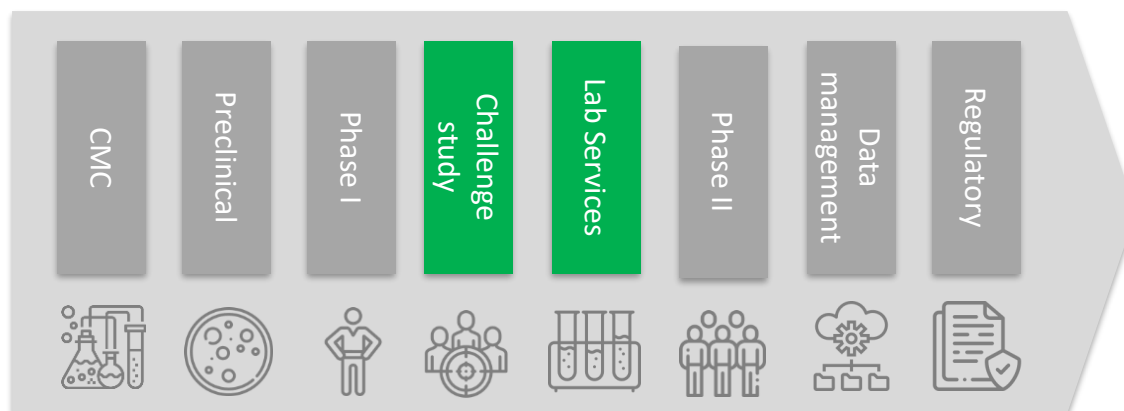 CMC
Preclinical
Phase I
Challenge
study
Lab Services
Phase II
Data
management
Regulatory